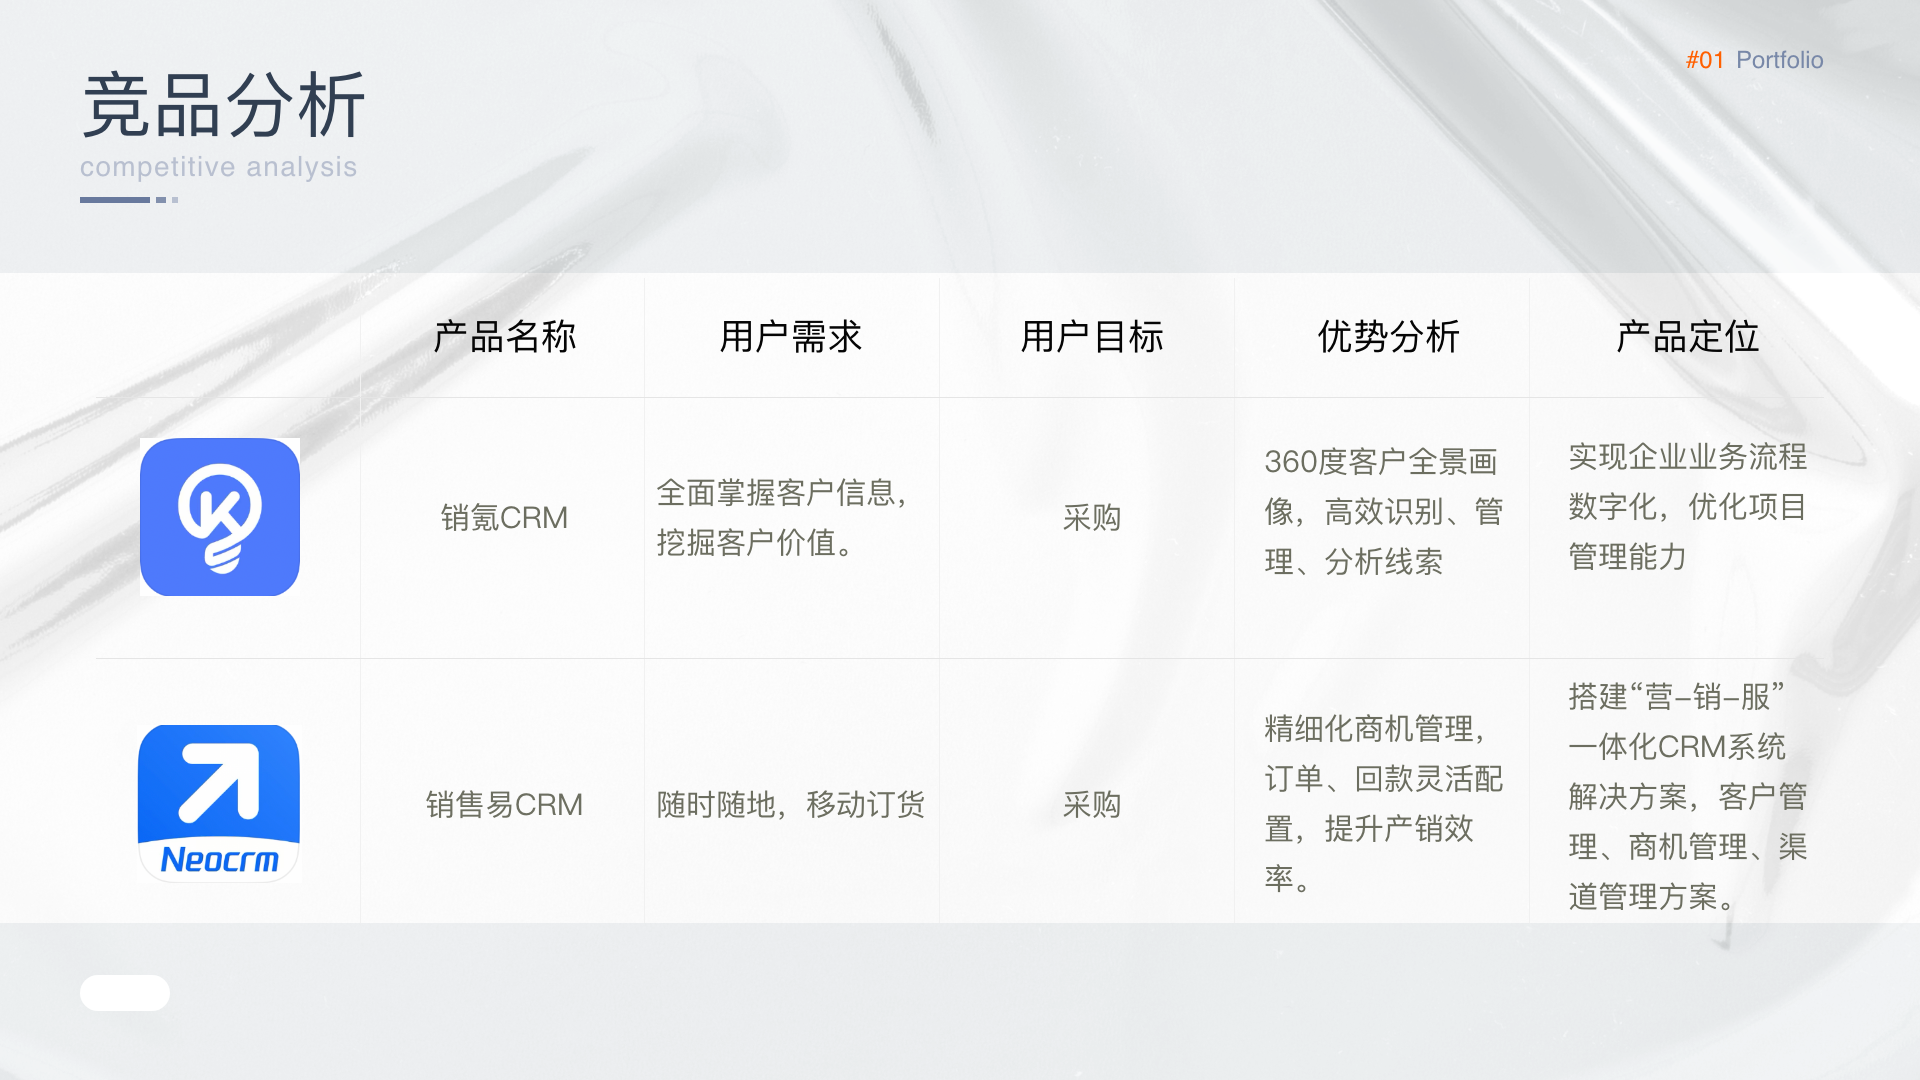 竞品分析
competitive analysis
#01 Portfolio
产品名称
用户需求
用户目标
优势分析
产品定位
K
销氪CRM
全面掌握客户信息，
挖掘客户价值。
采购
360度客户全景画
像，高效识别、管
理、分析线索
实现企业业务流程
数字化，优化项目
管理能力
Neocrm
销售易CRM
随时随地，移动订货
采购
精细化商机管理，
订单、回款灵活配
置，提升产销效
率。
搭建“营-销-服”
一体化CRM系统
解决方案，客户管
理、商机管理、渠
道管理方案。